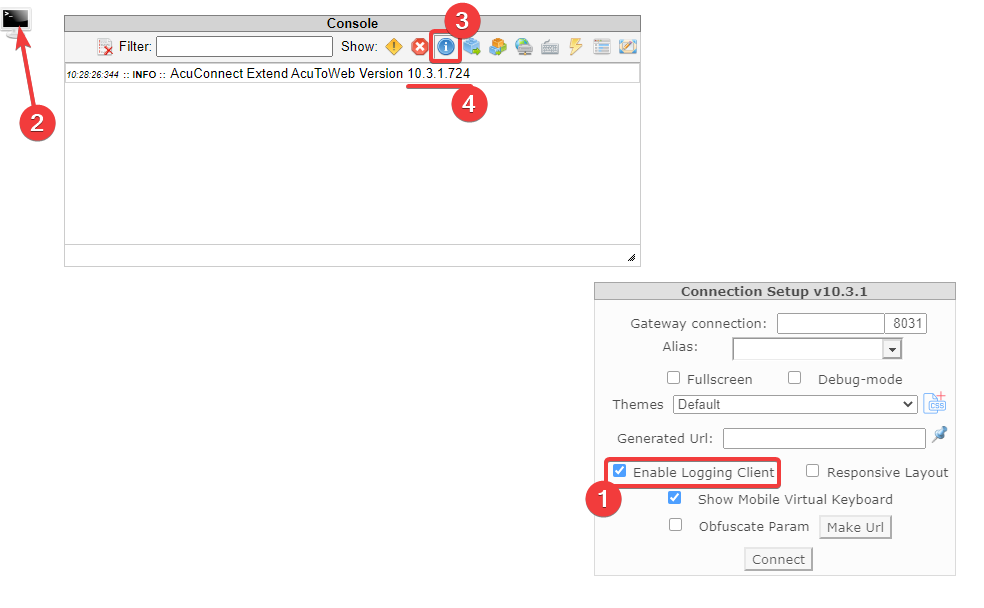 Console
3
Filter:
Show:
2
10:28:26:344 :: INFO :: AcuConnect Extend AcuToWeb Version 10.3.1.724
4
Connection Setup v10.3.1
Gateway connection: 8031
Alias:
Fullscreen Debug-mode
Themes Default CSS
Generated Url:
Enable Logging Client Responsive Layout
1
Show Mobile Virtual Keyboard
Obfuscate Param Make Url
Connect